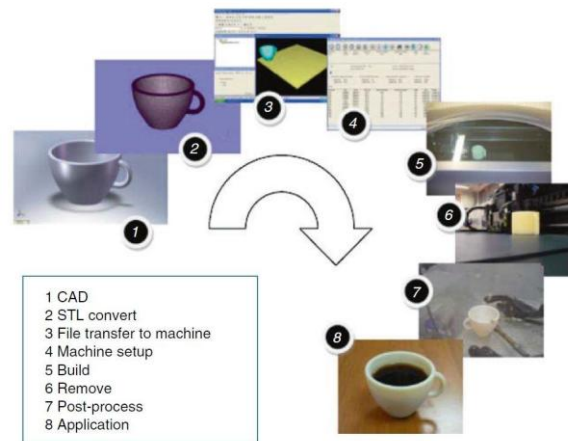 1
2
3
4
5
6
7
8
1 CAD
2 STL convert
3 File transfer to machine
4 Machine setup
5 Build
6 Remove
7 Post-process
8 Application